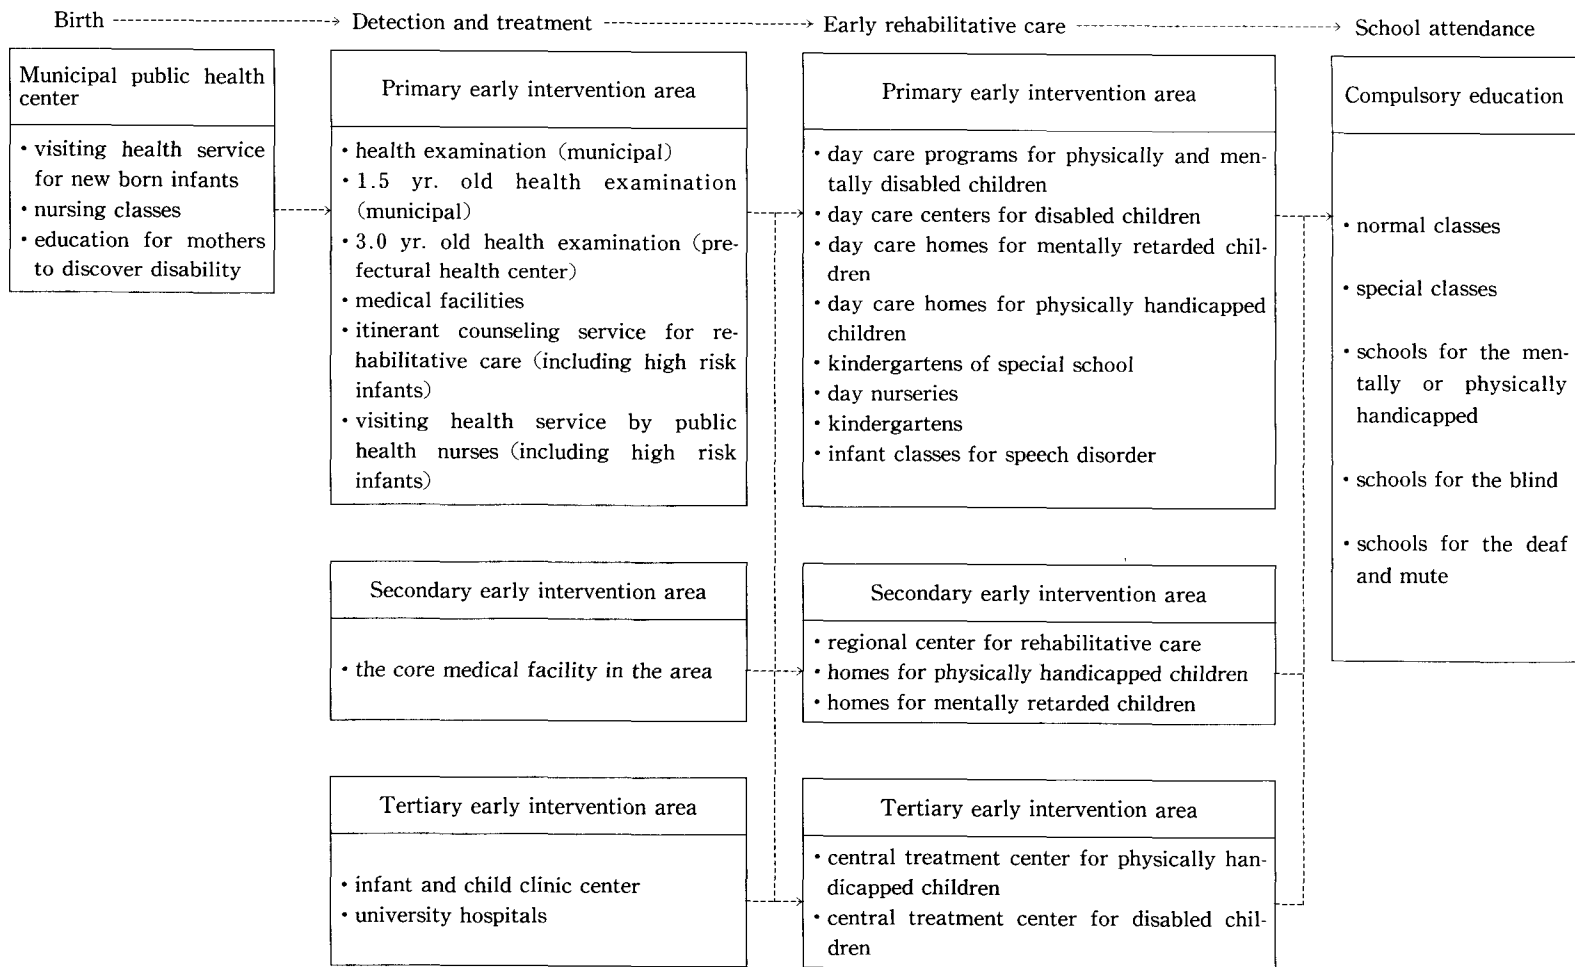 Birth
Detection and treatment
Early rehabilitative care
School attendance
Municipal public health
center
・visiting health service
for new born infants
・nursing classes
・education for mothers
to discover disability
Primary early intervention area
・health examination (municipal)
・1.5 yr. old health examination
(municipal)
・3.0 yr. old health examination (pre-
fectural health center)
・medical facilities
・itinerant counseling service for re-
habilitative care (including high risk
infants)
・visiting health service by public
health nurses (including high risk
infants)
Secondary early intervention area
・the core medical facility in the area
Tertiary early intervention area
・infant and child clinic center
・university hospitals
Primary early intervention area
・day care programs for physically and men-
tally disabled children
・day care centers for disabled children
・day care homes for mentally retarded chil-
dren
・day care homes for physically handicapped
children
・kindergartens of special school
・day nurseries
・kindergartens
・infant classes for speech disorder
Secondary early intervention area
・regional center for rehabilitative care
・homes for physically handicapped children
・homes for mentally retarded children
Tertiary early intervention area
・central treatment center for physically han-
dicapped children
・central treatment center for disabled chil-
dren
Compulsory education
・normal classes
・special classes
・schools for the men-
tally or physically
handicapped
・schools for the blind
・schools for the deaf
and mute